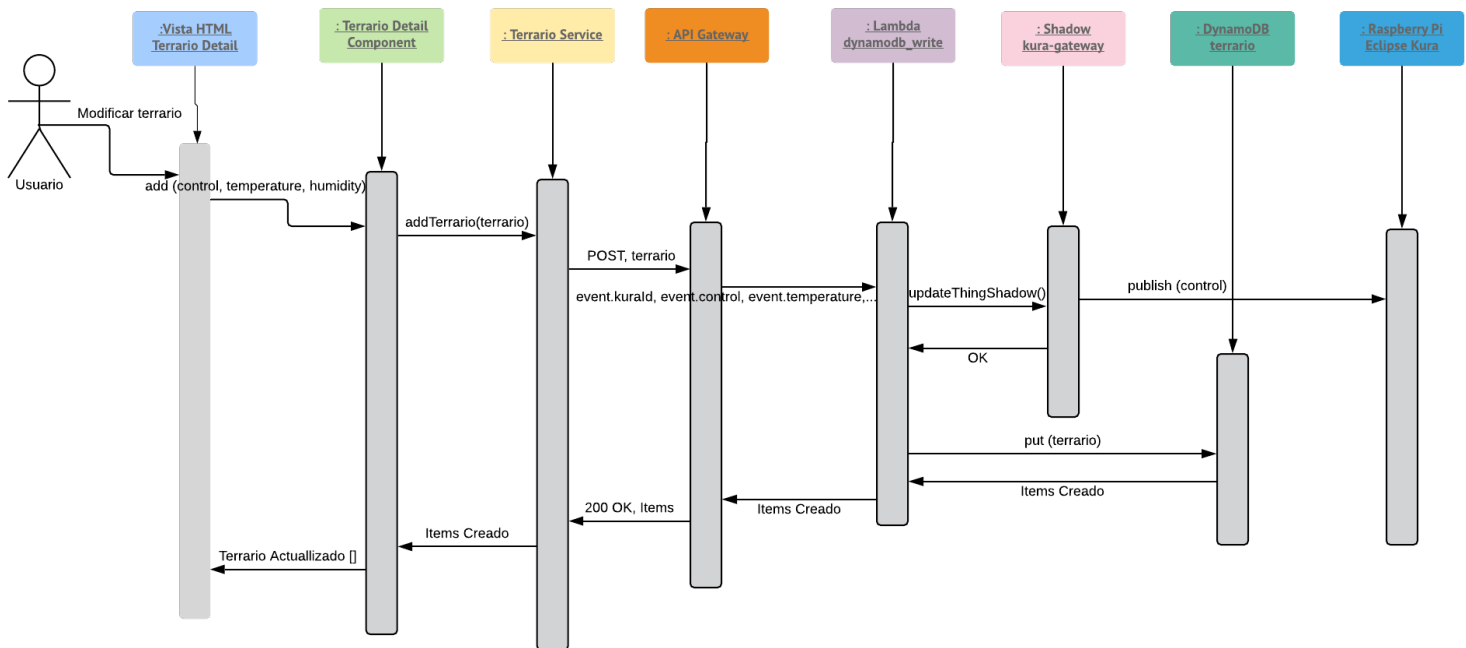 :Vista HTML
Terrario Detail
: Terrario Detail
Component
: Terrario Service
: API Gateway
: Lambda
dynamodb_write
: Shadow
kura-gateway
: DynamoDB
terrario
: Raspberry Pi
Eclipse Kura
Modificar terrario
Usuario
add (control, temperature, humidity)
addTerrario(terrario)
POST, terrario
event.kuraId, event.control, event.temperature,...
updateThingShadow()
publish (control)
OK
put (terrario)
Items Creado
Items Creado
200 OK, Items
Items Creado
Terrario Actuallizado []